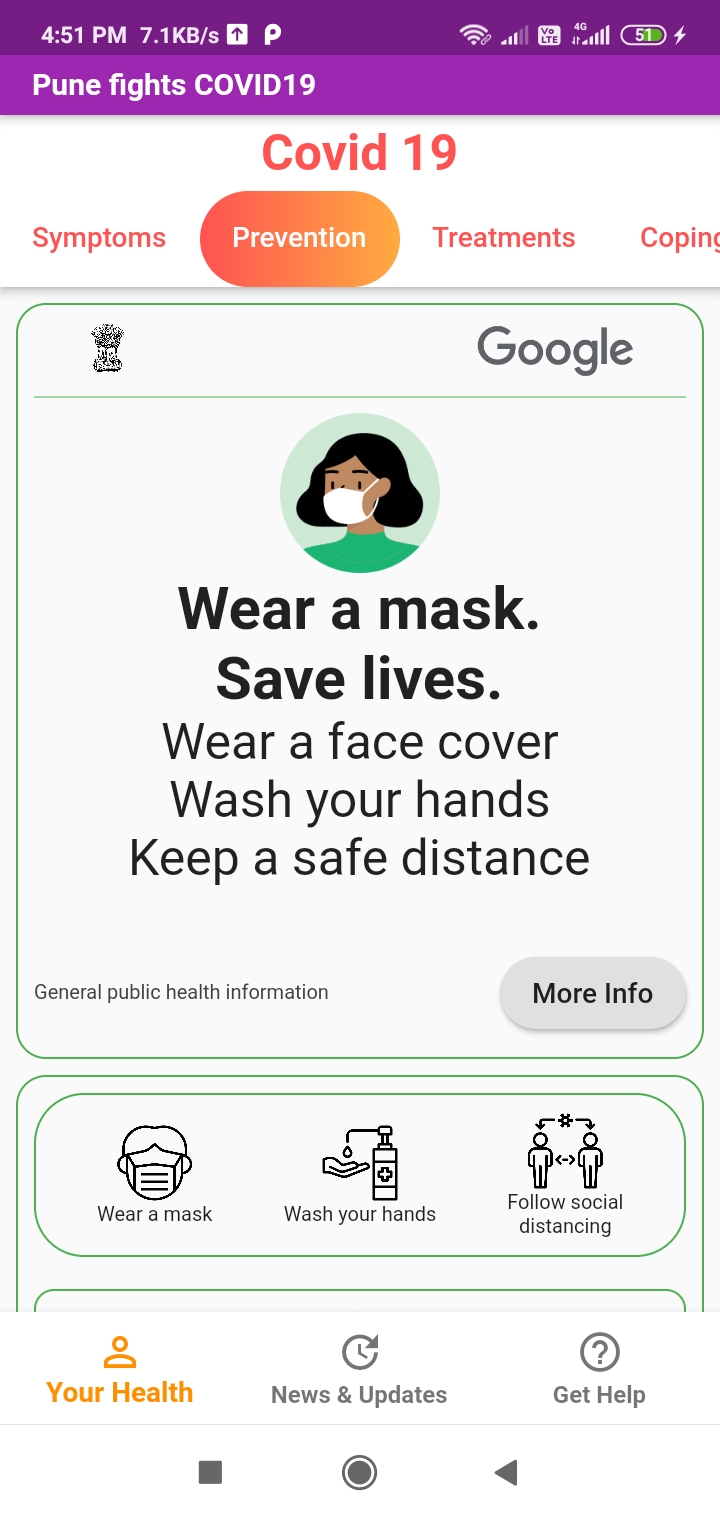 4:51 PM 7.1KB/s
Vo LTE
4G
51
Pune fights COVID19
Covid 19
Symptoms Prevention Treatments Coping
Google
Wear a mask.
Save lives.
Wear a face cover
Wash your hands
Keep a safe distance
General public health information
More Info
Wear a mask
Wash your hands
Follow social
distancing
Your Health
News & Updates
Get Help